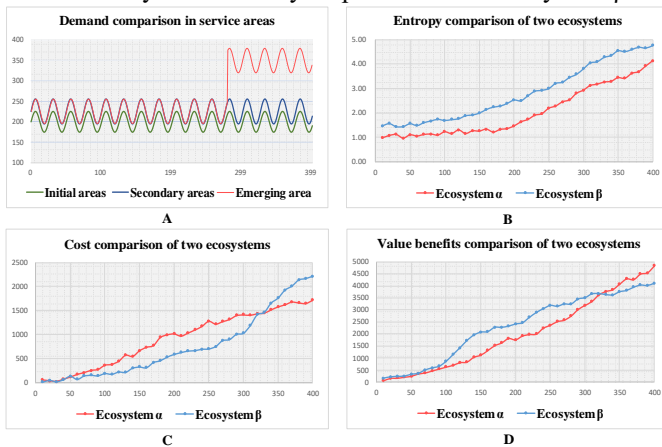 Demand comparison in service areas
400
350
300
250
200
150
100
0 100 199 299 399
Initial areas Secondary areas Emerging area
A
Entropy comparison of two ecosystems
5.00
4.00
3.00
2.00
1.00
0.00
0 50 100 150 200 250 300 350 400
Ecosystem α Ecosystem β
B
Cost comparison of two ecosystems
2500
2000
1500
1000
500
0
0 50 100 150 200 250 300 350 400
Ecosystem α Ecosystem β
C
Value benefits comparison of two ecosystems
5000
4500
4000
3500
3000
2500
2000
1500
1000
500
0
0 50 100 150 200 250 300 350 400
Ecosystem α Ecosystem β
D